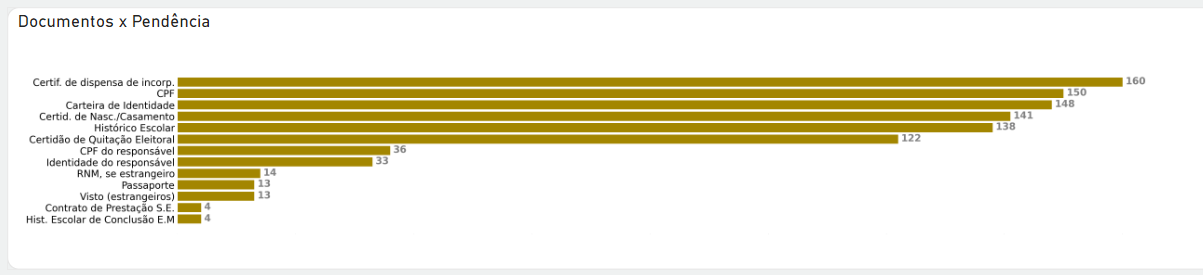 Documentos x Pendência
Certif. de dispensa de incorp. 160
CPF 150
Carteira de Identidade 148
Certid. de Nasc./Casamento 141
Histórico Escolar 138
Certidão de Quitação Eleitoral 122
CPF do responsável 36
Identidade do responsável 33
RNM, se estrangeiro 14
Passaporte 13
Visto (estrangeiros) 13
Contrato de Prestação S.E. 4
Hist. Escolar de Conclusão E.M 4